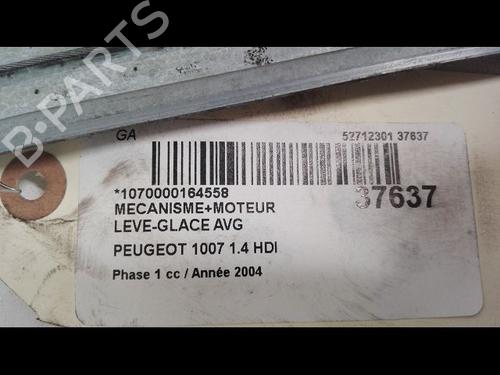 B-PARTS
GA
52712301 37637
*1070000164558
37637
MECANISME+MOTEUR
LEVE-GLACE AVG
PEUGEOT 1007 1.4 HDI
Phase 1 cc / Année 2004